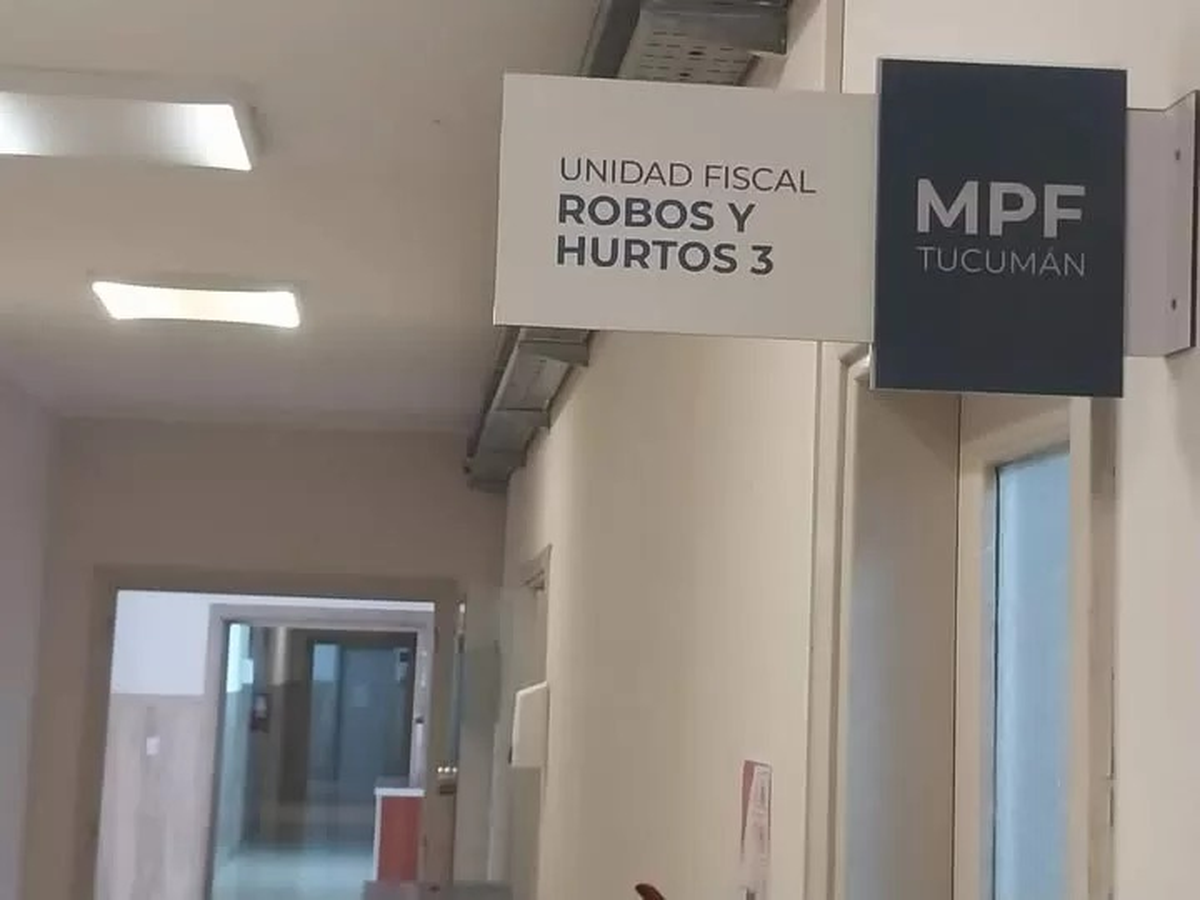 UNIDAD FISCAL
ROBOS Y
HURTOS 3
MPF
TUCUMÁN